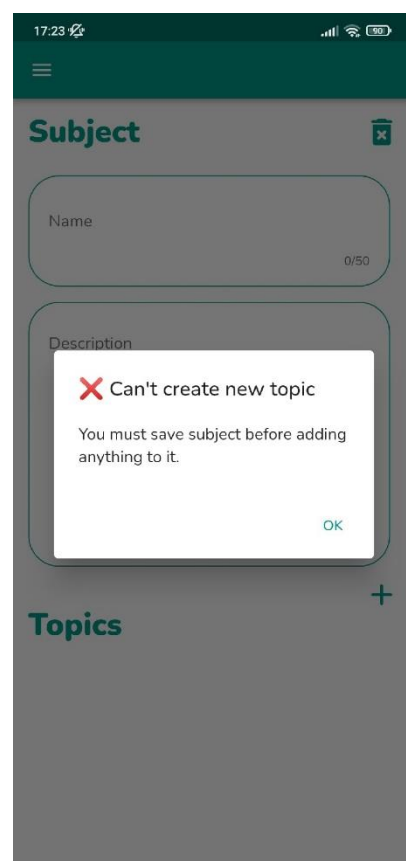 17:23
90
Subject
Name
0/50
Description
❌ Can't create new topic
You must save subject before adding
anything to it.
OK
Topics